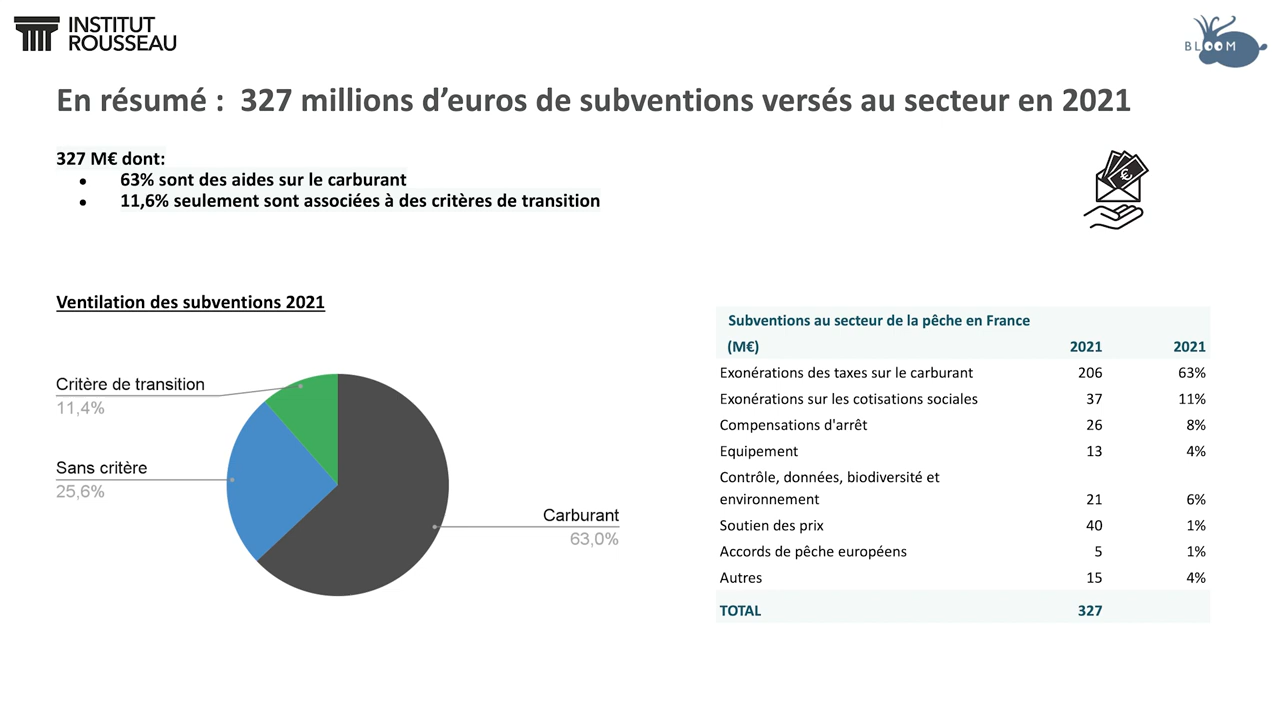 INSTITUT
ROUSSEAU
BLOOM
En résumé : 327 millions d’euros de subventions versés au secteur en 2021
327 M€ dont:
● 63% sont des aides sur le carburant
● 11,6% seulement sont associées à des critères de transition
€
Ventilation des subventions 2021
Critère de transition
11,4%
Sans critère
25,6%
Carburant
63,0%
Subventions au secteur de la pêche en France
(M€) 2021 2021
Exonérations des taxes sur le carburant 206 63%
Exonérations sur les cotisations sociales 37 11%
Compensations d'arrêt 26 8%
Equipement 13 4%
Contrôle, données, biodiversité et
environnement 21 6%
Soutien des prix 40 1%
Accords de pêche européens 5 1%
Autres 15 4%
TOTAL 327